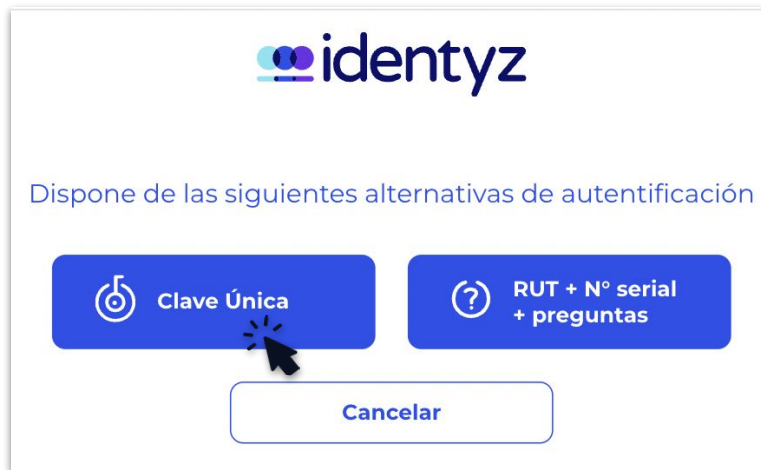 identyz
Dispone de las siguientes alternativas de autentificación
Clave Única
RUT + N° serial
+ preguntas
Cancelar